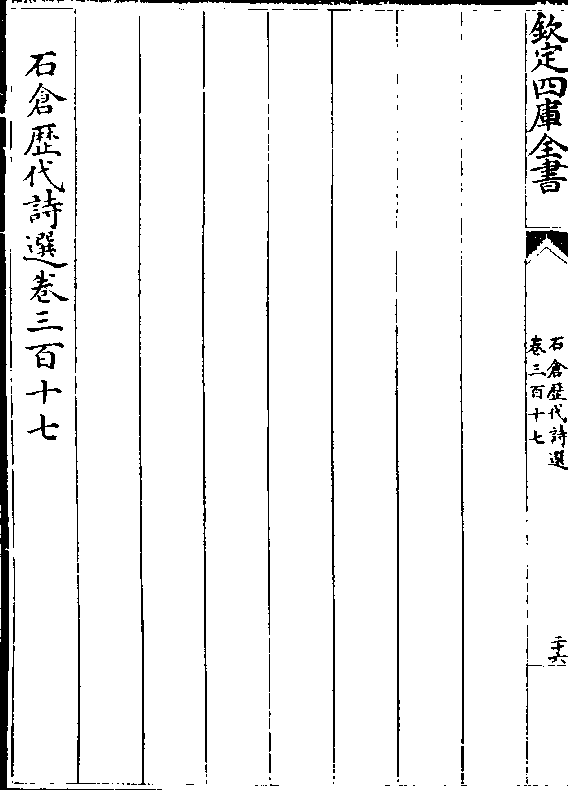 欽定四庫全書
石倉歷代詩選
卷三百十七
二十六
石倉歷代詩選卷三百十七